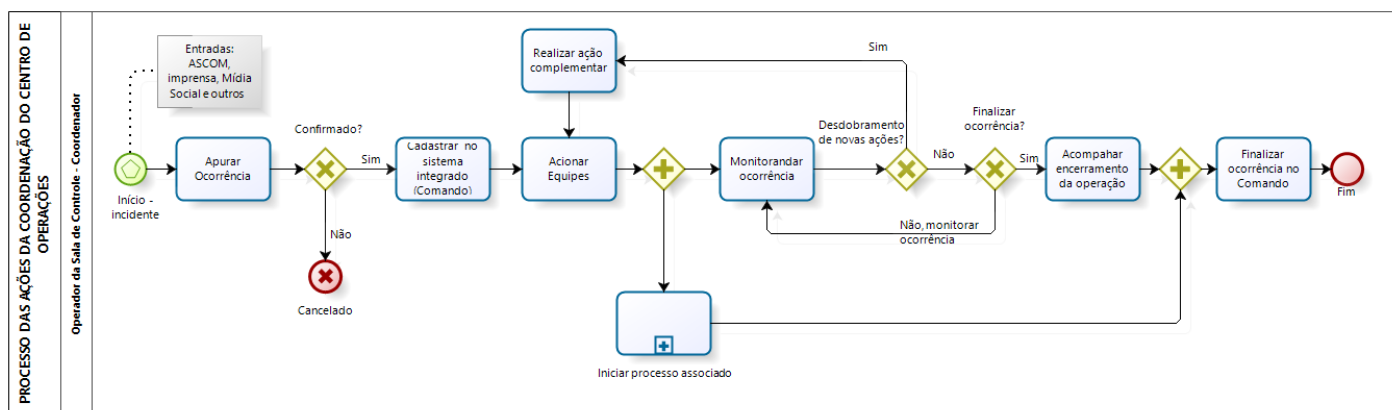 PROCESSO DAS AÇÕES DA COORDENAÇÃO DO CENTRO DE
OPERAÇÕES
Operador da Sala de Controle - Coordenador
Entradas:
ASCOM,
imprensa, Mídia
Social e outros
Início -
incidente
Apurar
Ocorrência
Confirmado?
Sim
Não
Cancelado
Cadastrar no
sistema
integrado
(Comando)
Realizar ação
complementar
Acionar
Equipes
Iniciar processo associado
Monitorandar
ocorrência
Desdobramento
de novas ações?
Sim
Não
Finalizar
ocorrência?
Sim
Não, monitorar
ocorrência
Acompahar
encerramento
da operação
Finalizar
ocorrência no
Comando
Fim